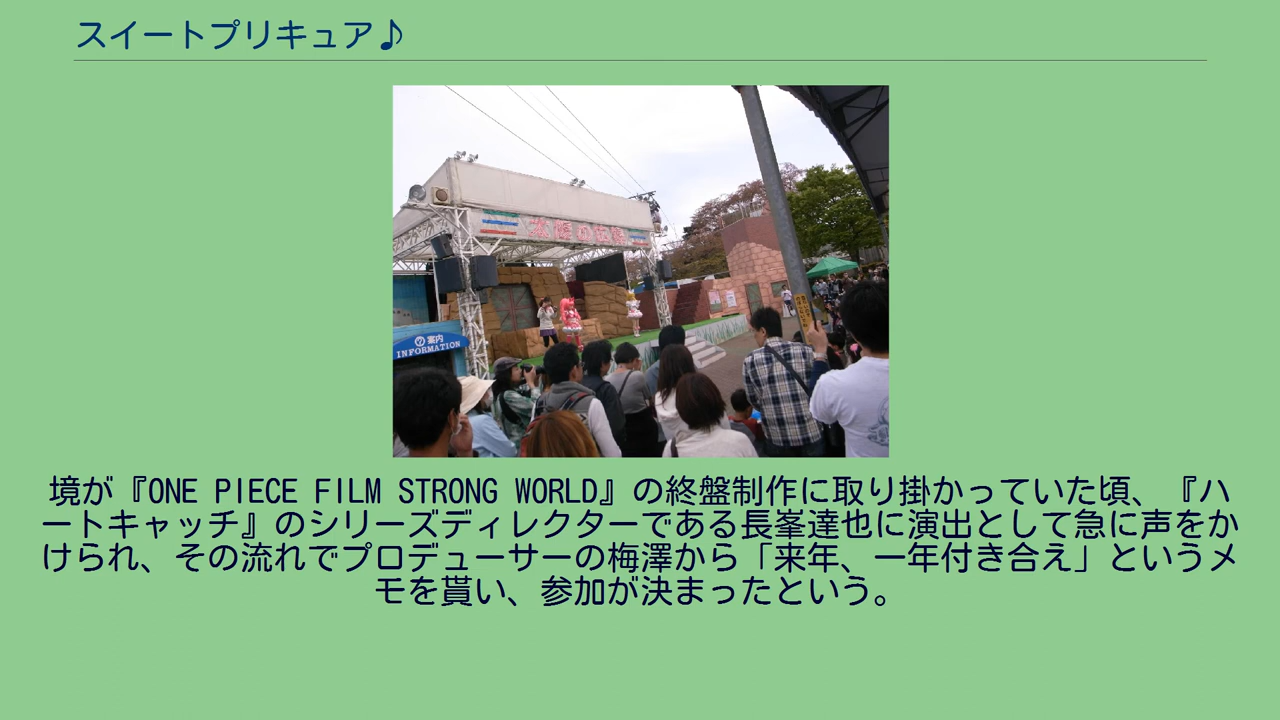 スイートプリキュア♪
案内
INFORMATION
境が『ONE PIECE FILM STRONG WORLD』の終盤制作に取り掛かっていた頃、『ハ
ートキャッチ』のシリーズディレクターである長峯達也に演出として急に声をか
けられ、その流れでプロデューサーの梅澤から「来年、一年付き合え」というメ
モを貰い、参加が決まったという。